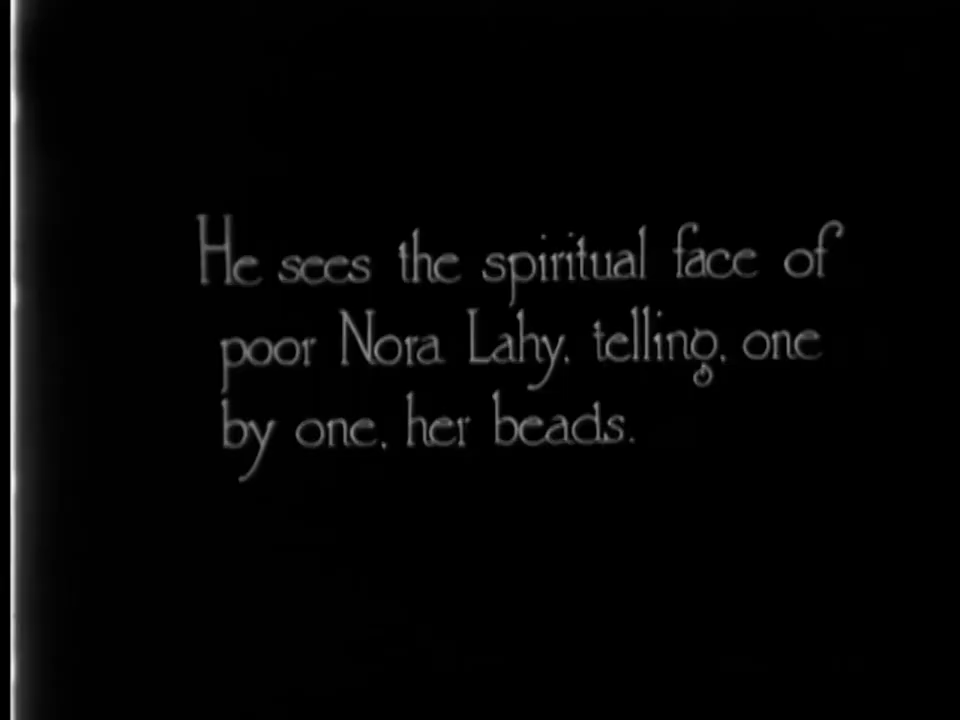 He sees the spiritual face of
poor Nora Lahy, telling, one
by one, her beads.